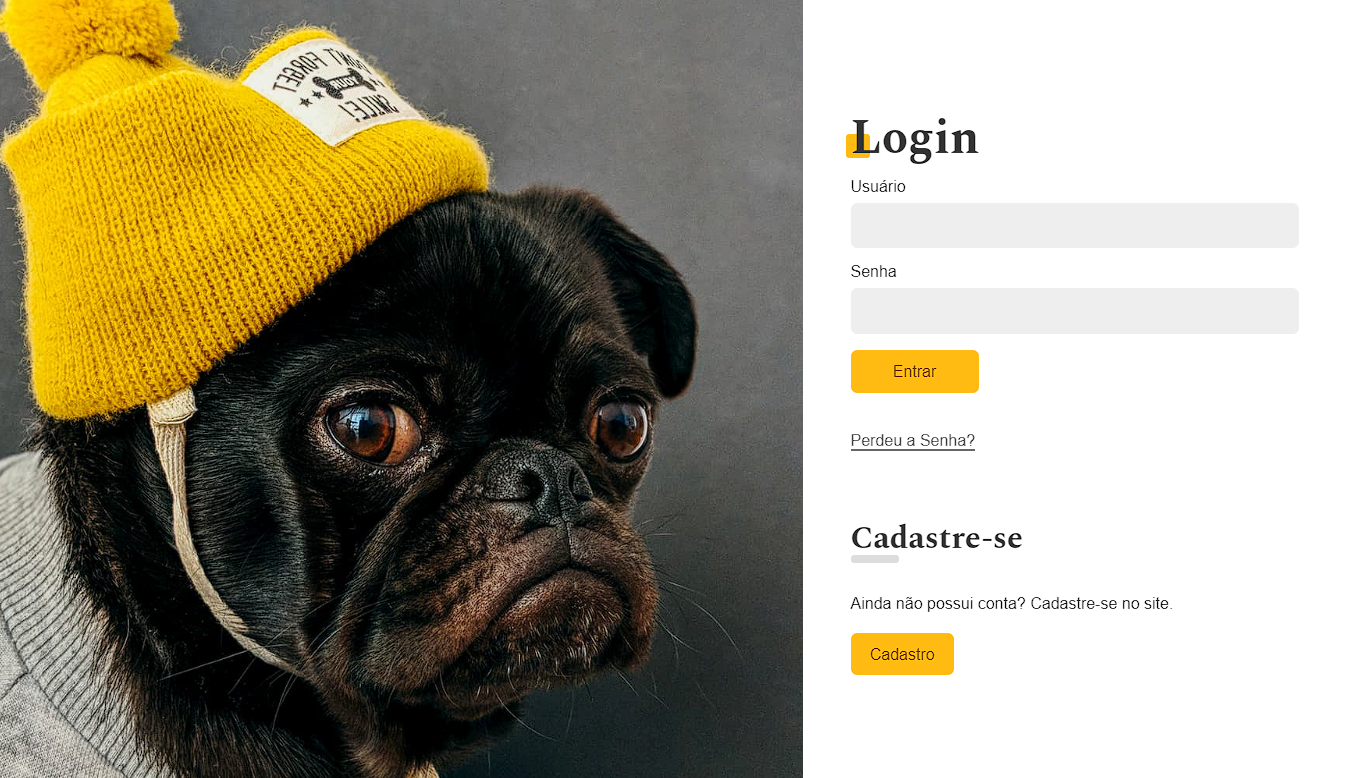 DON'T FORGET
SMILE!
Login
Usuário
Senha
Entrar
Perdeu a Senha?
Cadastre-se
Ainda não possui conta? Cadastre-se no site.
Cadastro